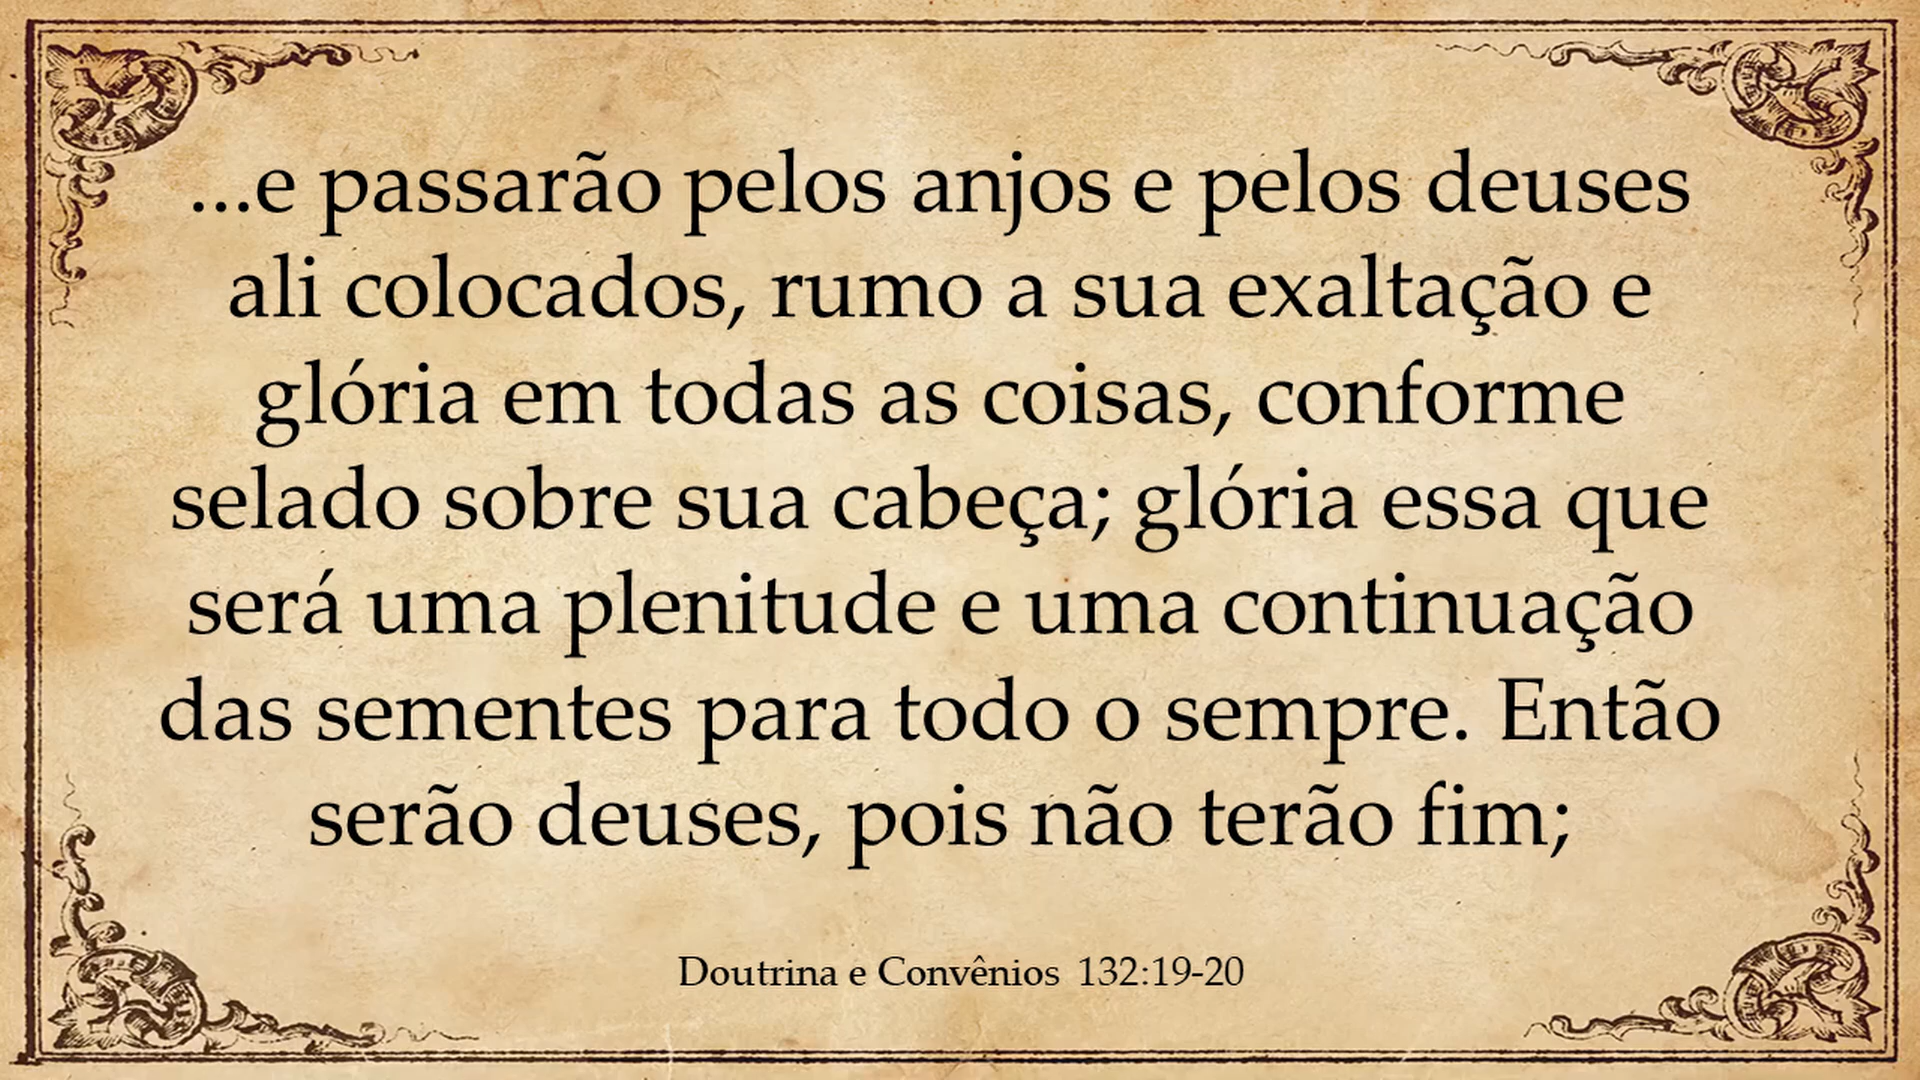 ...e passarão pelos anjos e pelos deuses
ali colocados, rumo a sua exaltação e
glória em todas as coisas, conforme
selado sobre sua cabeça; glória essa que
será uma plenitude e uma continuação
das sementes para todo o sempre. Então
serão deuses, pois não terão fim;
Doutrina e Convênios 132:19-20